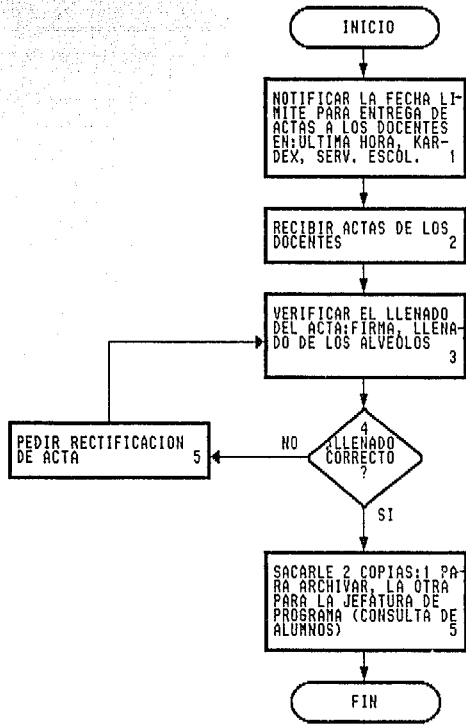 INICIO
NOTIFICAR LA FECHA LI-
MITE PARA ENTREGA DE
ACTAS A LOS DOCENTES
EN:ULTIMA HORA, KAR-
DEX, SERV. ESCOL. 1
RECIBIR ACTAS DE LOS
DOCENTES 2
VERIFICAR EL LLENADO
DEL ACTA:FIRMA, LLENA-
DO DE LOS ALVEOLOS
3
4
¿LLENADO
CORRECTO
?
NO
PEDIR RECTIFICACION
DE ACTA 5
SI
SACARLE 2 COPIAS:1 PA-
RA ARCHIVAR, LA OTRA
PARA LA JEFATURA DE
PROGRAMA (CONSULTA DE
ALUMNOS) 5
FIN